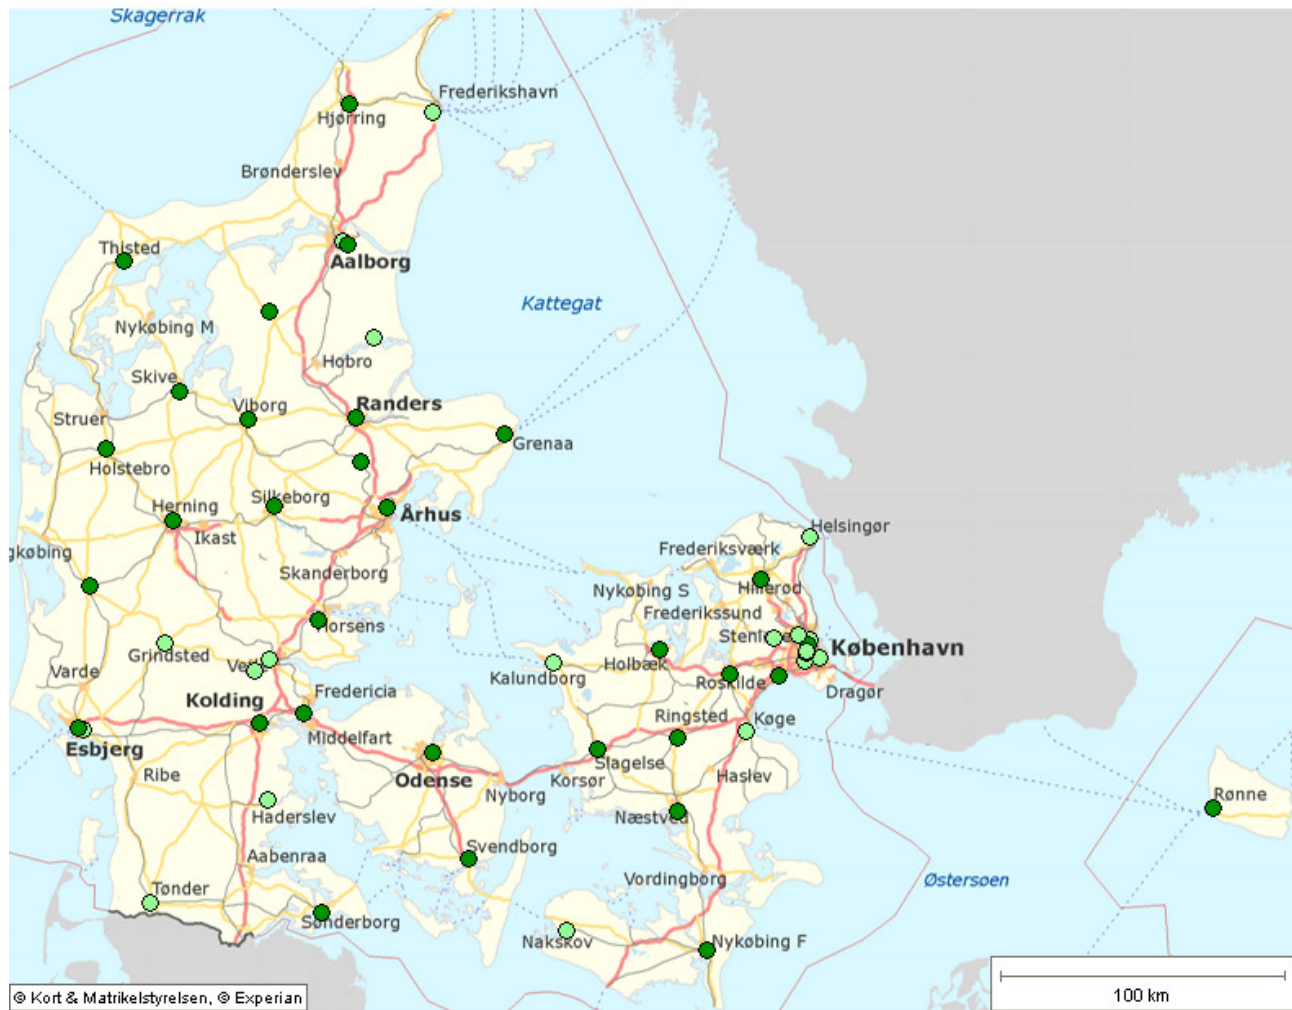 Skagerrak
Frederikshavn
Hjørring
Brønderslev
Thisted
Aalborg
Kattegat
Nykøbing M
Hobro
Skive
Viborg
Randers
Struer
Grenaa
Holstebro
Silkeborg
Herning
Århus
Ikast
Helsingør
gkøbing
Frederiksværk
Skanderborg
Nykøbing S
Hillerød
Frederikssund
Horsens
Stenl
København
Grindsted
Vejle
Holbæk
Kalundborg
Varde
Roskilde
Dragør
Fredericia
Kolding
Ringsted
Køge
Middelfart
Esbjerg
Slagelse
Ribe
Odense
Korsør
Haslev
Nyborg
Rønne
Haderslev
Næstved
Svendborg
Aabenraa
Vordingborg
Østersøen
Tønder
Sønderborg
Nakskov
Nykøbing F
© Kort & Matrikelstyrelsen, © Experian
100 km